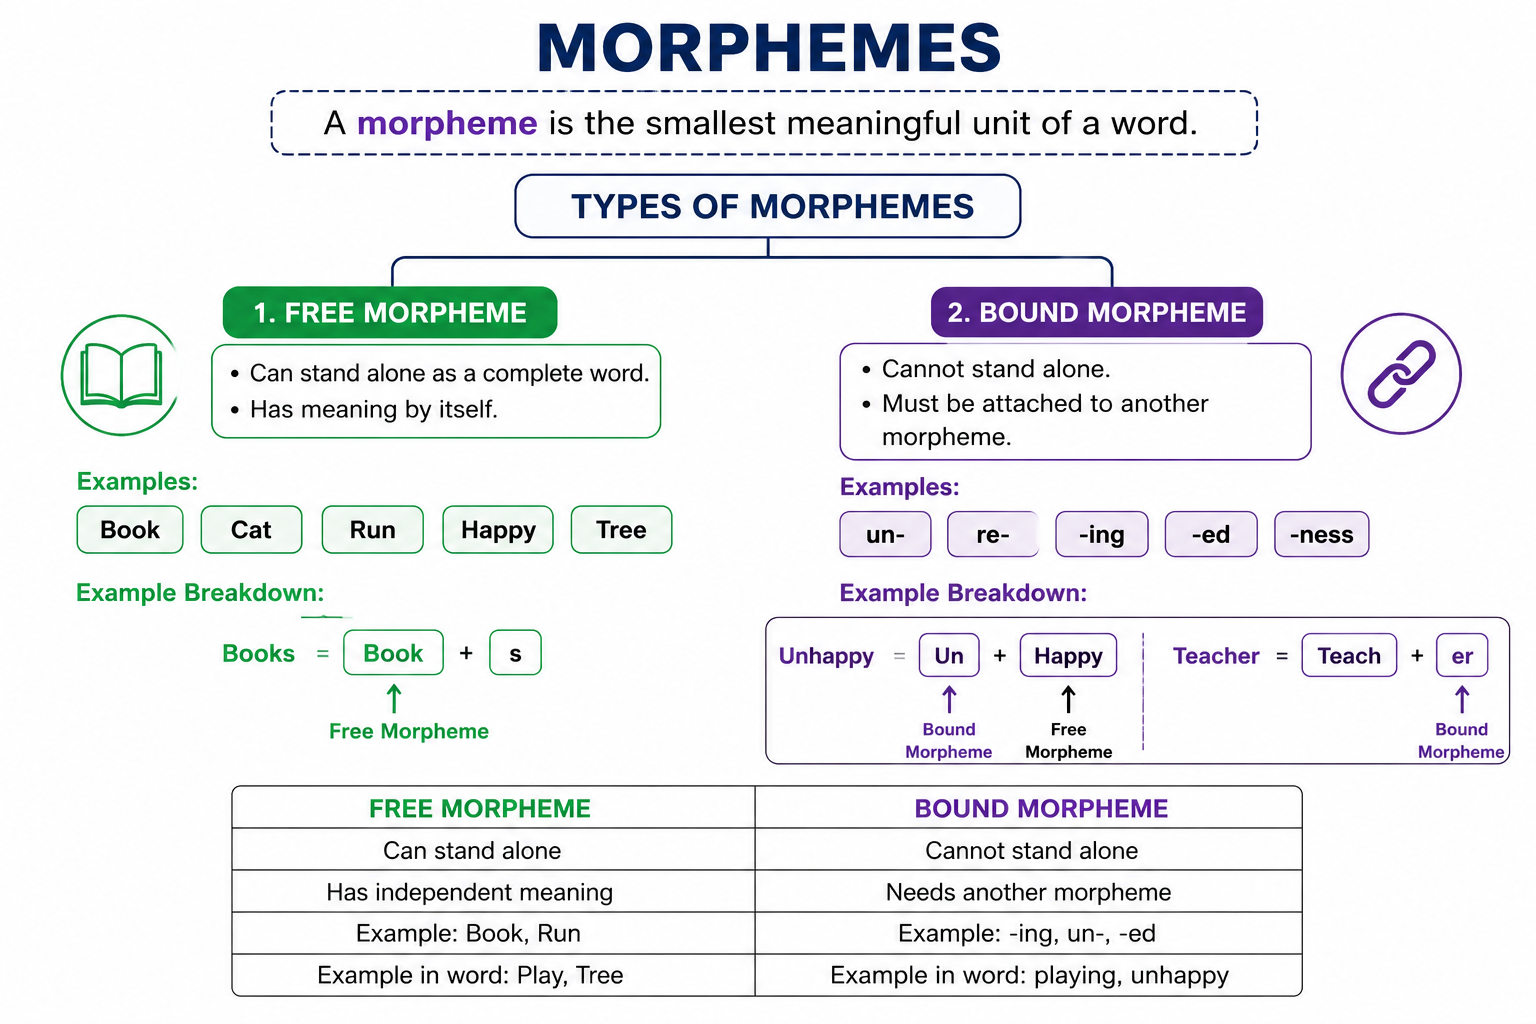 MORPHEMES
A morpheme is the smallest meaningful unit of a word.
TYPES OF MORPHEMES
1. FREE MORPHEME
• Can stand alone as a complete word.
• Has meaning by itself.
Examples:
Book Cat Run Happy Tree
Example Breakdown:
Books = Book + s
Free Morpheme
2. BOUND MORPHEME
• Cannot stand alone.
• Must be attached to another
morpheme.
Examples:
un- re- -ing -ed -ness
Example Breakdown:
Unhappy = Un + Happy
Bound
Morpheme
Free
Morpheme
Teacher = Teach + er
Bound
Morpheme
FREE MORPHEME BOUND MORPHEME
Can stand alone Cannot stand alone
Has independent meaning Needs another morpheme
Example: Book, Run Example: -ing, un-, -ed
Example in word: Play, Tree Example in word: playing, unhappy